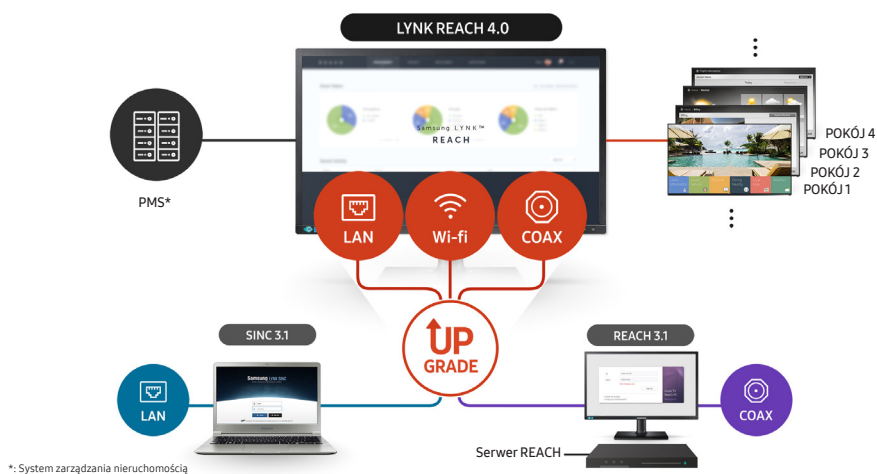 LYNK REACH 4.0
Samsung LYNK™
REACH
PMS*
POKÓJ 4
POKÓJ 3
POKÓJ 2
POKÓJ 1
LAN
Wi-fi
COAX
UP
GRADE
SINC 3.1
REACH 3.1
LAN
Samsung LYNK SINC
COAX
Serwer REACH
*: System zarządzania nieruchomością